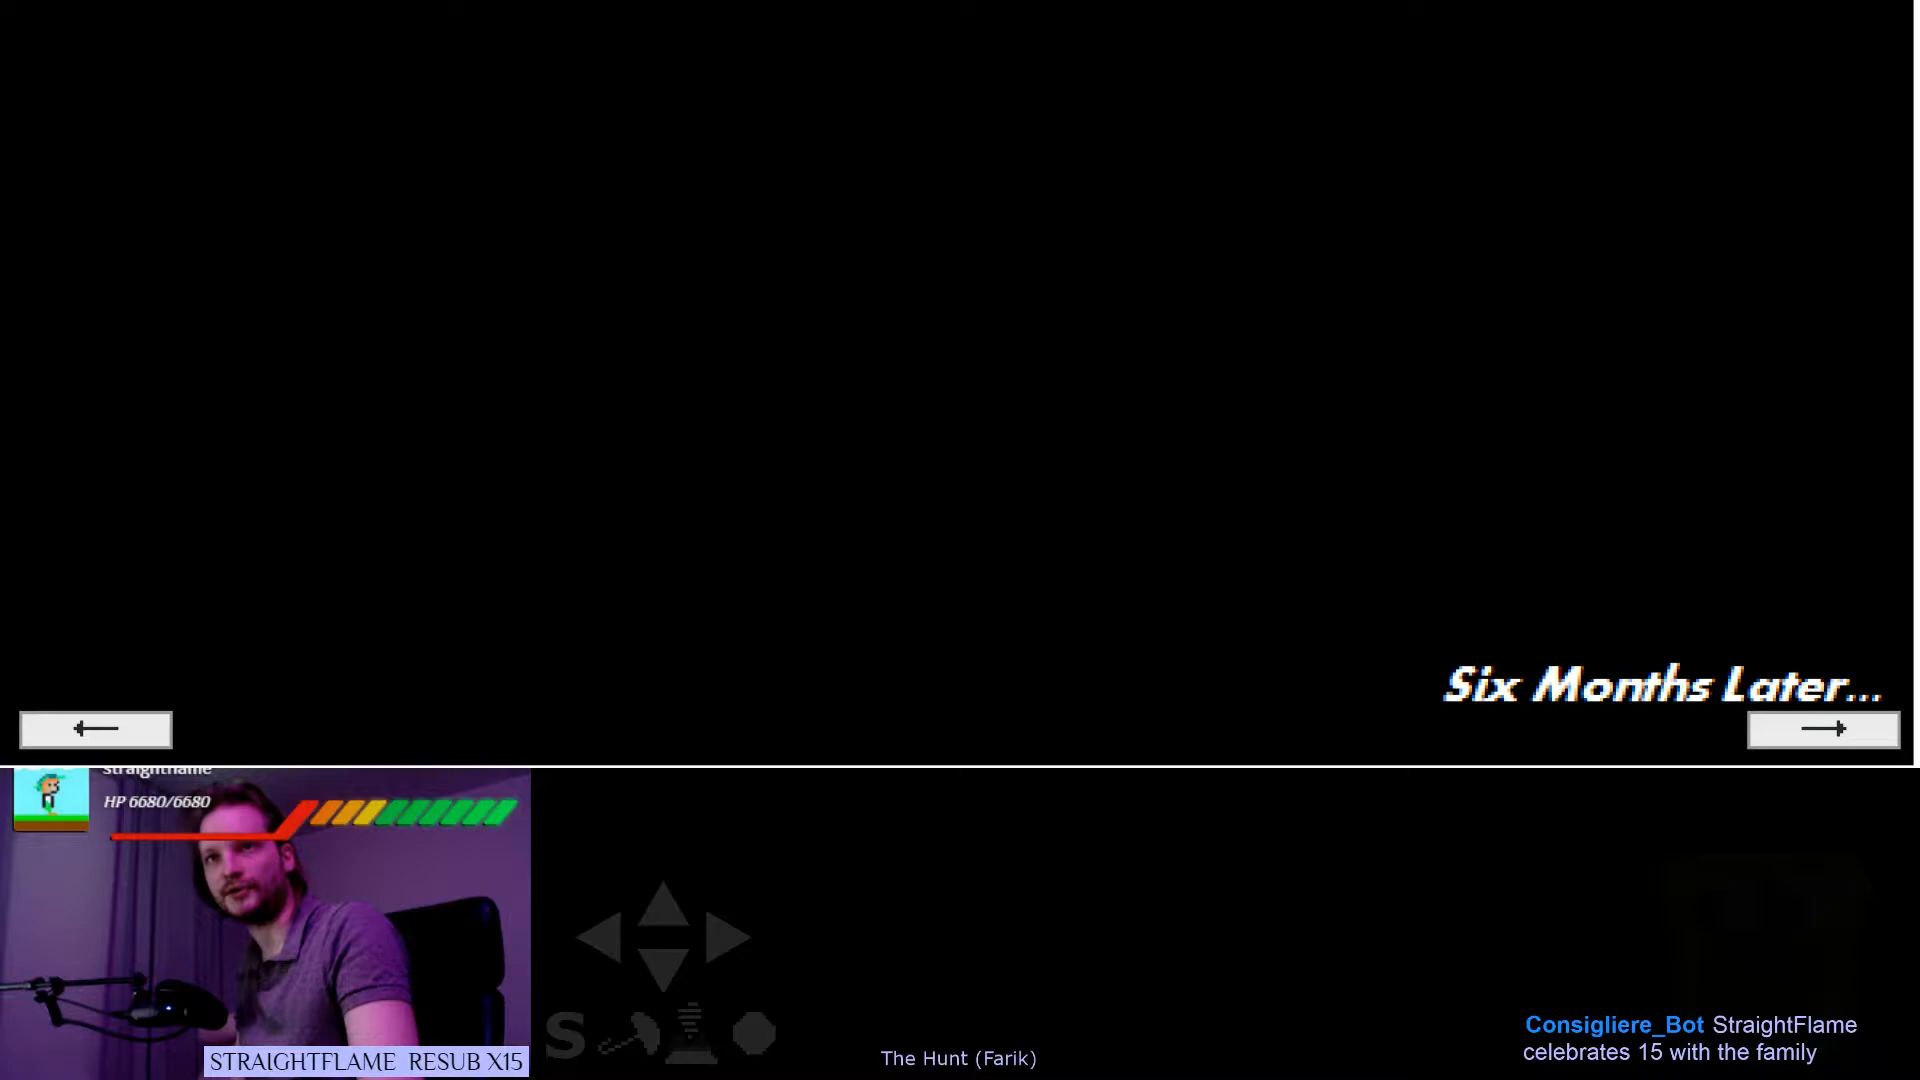 Six Months Later...
straightflame
HP 6680/6680
S
STRAIGHTFLAME RESUB X15
The Hunt (Farik)
Consigliere_Bot StraightFlame
celebrates 15 with the family